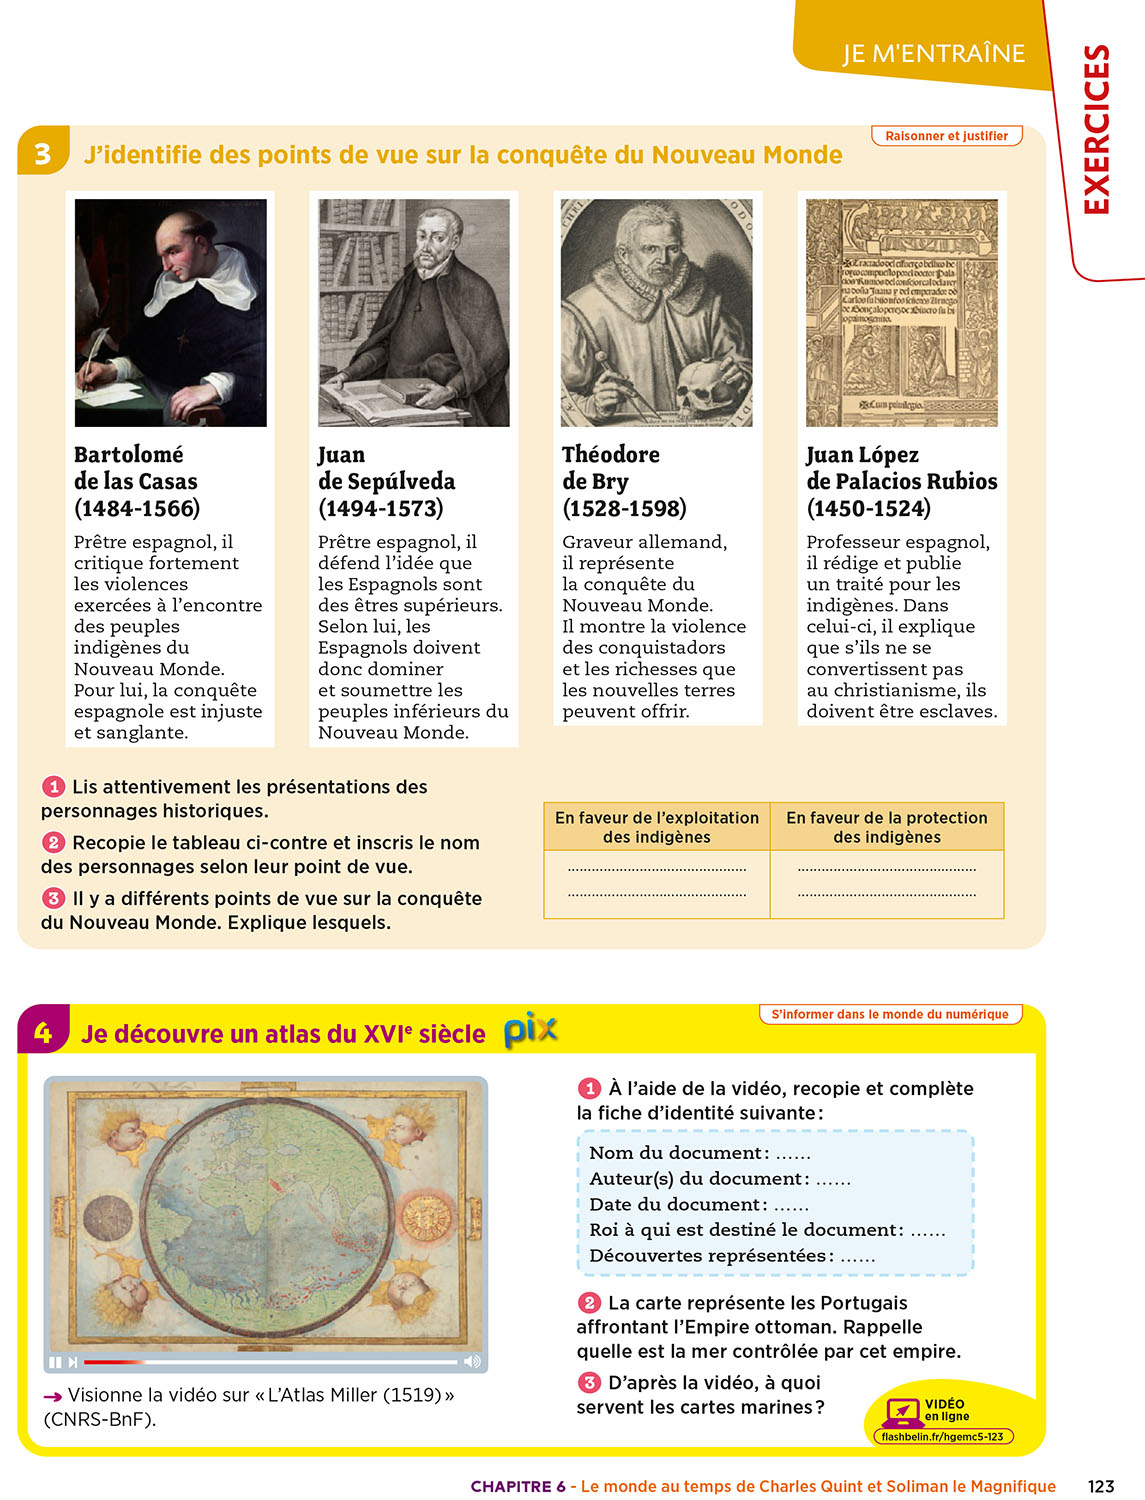 JE M'ENTRAÎNE
EXERCICES
3 J'identifie des points de vue sur la conquête du Nouveau Monde
Raisonner et justifier
Bartolomé
de las Casas
(1484-1566)
Prêtre espagnol, il
critique fortement
les violences
exercées à l'encontre
des peuples
indigènes du
Nouveau Monde.
Pour lui, la conquête
espagnole est injuste
et sanglante.
Juan
de Sepúlveda
(1494-1573)
Prêtre espagnol, il
défend l'idée que
les Espagnols sont
des êtres supérieurs.
Selon lui, les
Espagnols doivent
donc dominer
et soumettre les
peuples inférieurs du
Nouveau Monde.
Théodore
de Bry
(1528-1598)
Graveur allemand,
il représente
la conquête du
Nouveau Monde.
Il montre la violence
des conquistadors
et les richesses que
les nouvelles terres
peuvent offrir.
Juan López
de Palacios Rubios
(1450-1524)
Professeur espagnol,
il rédige et publie
un traité pour les
indigènes. Dans
celui-ci, il explique
que s'ils ne se
convertissent pas
au christianisme, ils
doivent être esclaves.
1 Lis attentivement les présentations des
personnages historiques.
2 Recopie le tableau ci-contre et inscris le nom
des personnages selon leur point de vue.
3 Il y a différents points de vue sur la conquête
du Nouveau Monde. Explique lesquels.
En faveur de l'exploitation
des indigènes
En faveur de la protection
des indigènes
4 Je découvre un atlas du XVIe siècle pix
S'informer dans le monde du numérique
→ Visionne la vidéo sur « L'Atlas Miller (1519) »
(CNRS-BnF).
1 À l'aide de la vidéo, recopie et complète
la fiche d'identité suivante :
Nom du document : ......
Auteur(s) du document : ......
Date du document : ......
Roi à qui est destiné le document : ......
Découvertes représentées : ......
2 La carte représente les Portugais
affrontant l'Empire ottoman. Rappelle
quelle est la mer contrôlée par cet empire.
3 D'après la vidéo, à quoi
servent les cartes marines ?
VIDÉO
en ligne
flashbelin.fr/hgemc5-123
CHAPITRE 6 - Le monde au temps de Charles Quint et Soliman le Magnifique 123